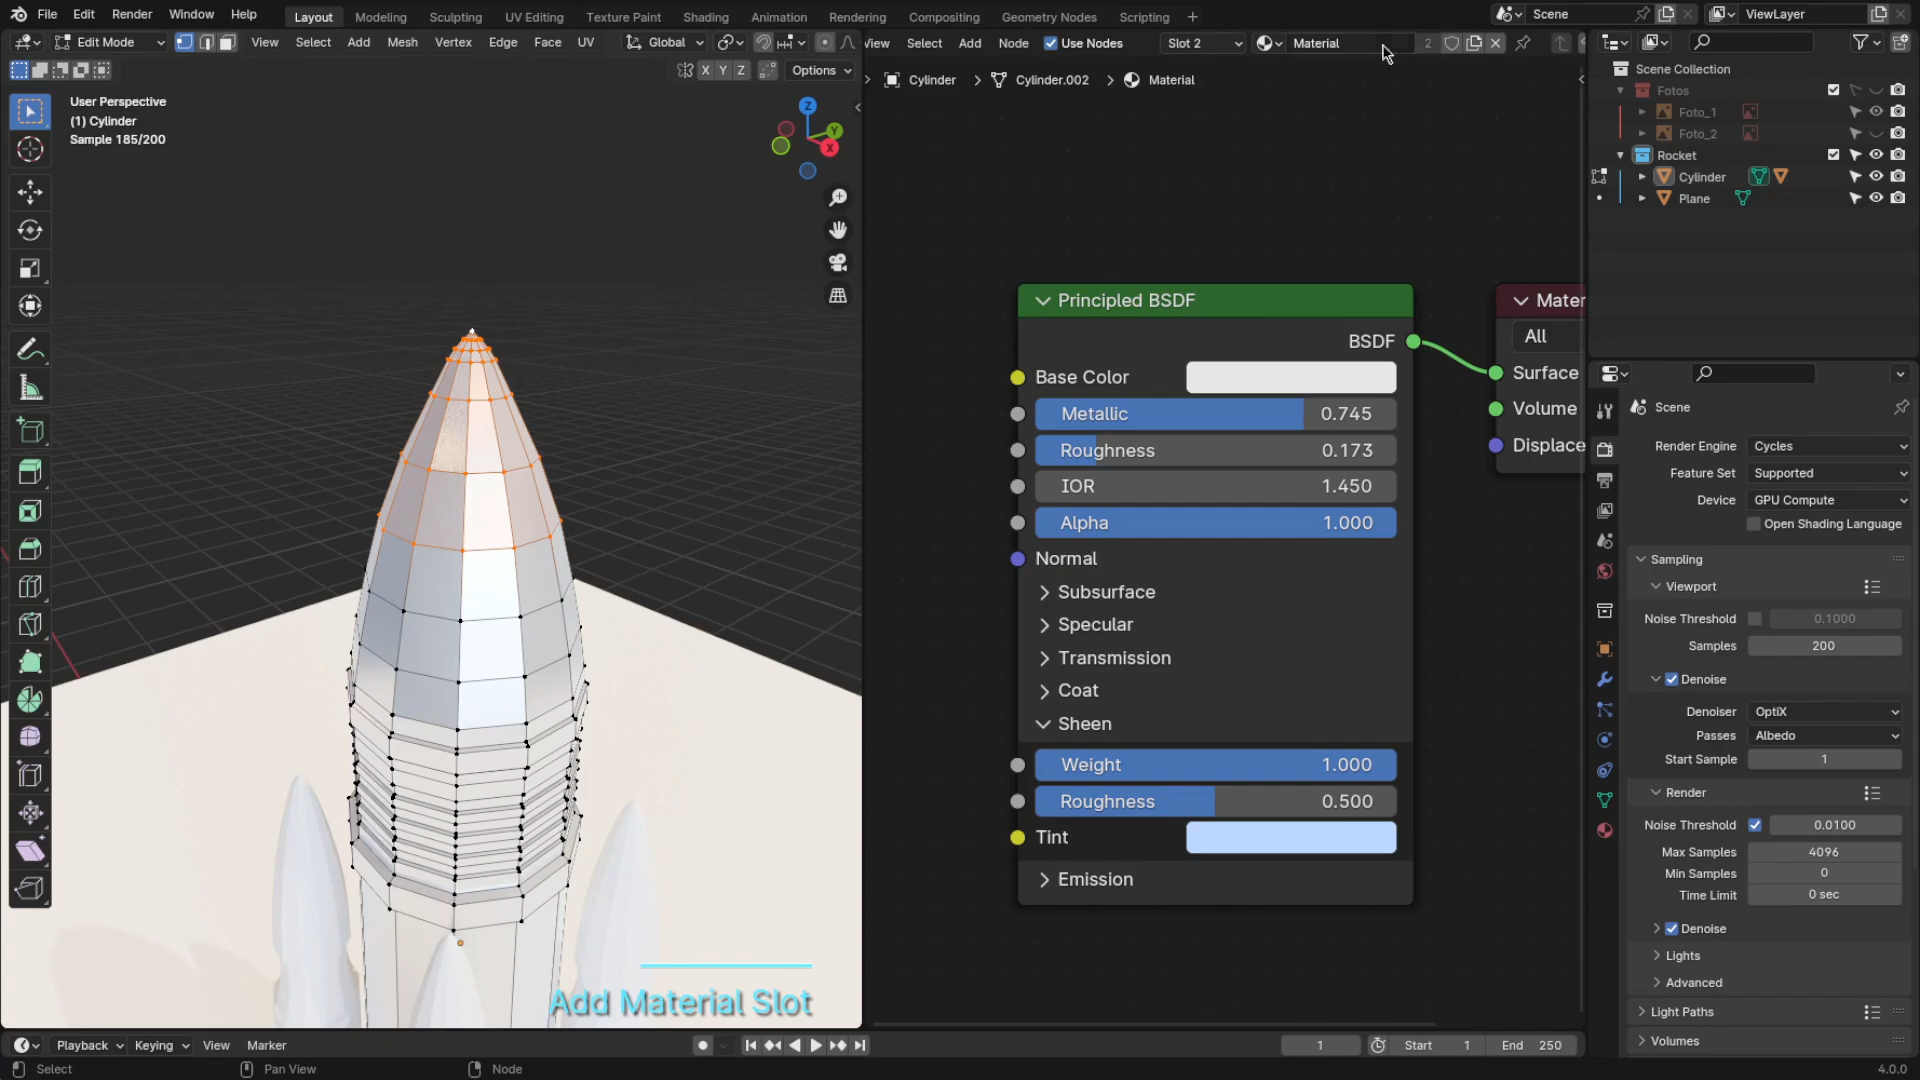 File Edit Render Window Help Layout Modeling Sculpting UV Editing Texture Paint Shading Animation Rendering Compositing Geometry Nodes Scripting + Scene ViewLayer
Edit Mode View Select Add Mesh Vertex Edge Face UV Global View Select Add Node Use Nodes Slot 2 Material 2
X Y Z Options
Cylinder > Cylinder.002 > Material
User Perspective
(1) Cylinder
Sample 185/200
Z
Y
X
Principled BSDF
BSDF
Base Color
Metallic 0.745
Roughness 0.173
IOR 1.450
Alpha 1.000
Normal
Subsurface
Specular
Transmission
Coat
Sheen
Weight 1.000
Roughness 0.500
Tint
Emission
Mater
All
Surface
Volume
Displace
Add Material Slot
Scene Collection
Fotos
Foto_1
Foto_2
Rocket
Cylinder
Plane
Scene
Render Engine Cycles
Feature Set Supported
Device GPU Compute
Open Shading Language
Sampling
Viewport
Noise Threshold 0.1000
Samples 200
Denoise
Denoiser OptiX
Passes Albedo
Start Sample 1
Render
Noise Threshold 0.0100
Max Samples 4096
Min Samples 0
Time Limit 0 sec
Denoise
Lights
Advanced
Light Paths
Volumes
Playback Keying View Marker 1 Start 1 End 250
Select Pan View Node 4.0.0